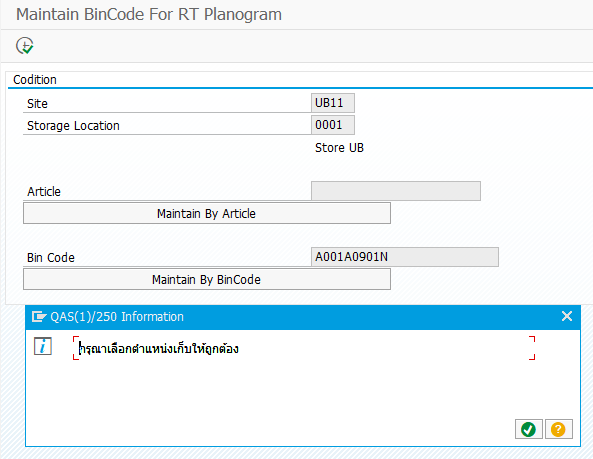 Maintain BinCode For RT Planogram
Codition
Site UB11
Storage Location 0001
Store UB
Article
Maintain By Article
Bin Code A001A0901N
Maintain By BinCode
QAS(1)/250 Information
กรุณาเลือกตำแหน่งเก็บให้ถูกต้อง